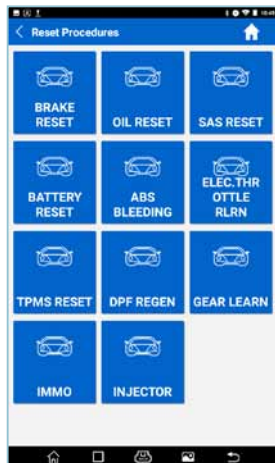 Reset Procedures
BRAKE
RESET
OIL RESET
SAS RESET
BATTERY
RESET
ABS
BLEEDING
ELEC.THR
OTTLE
RLRN
TPMS RESET
DPF REGEN
GEAR LEARN
IMMO
INJECTOR